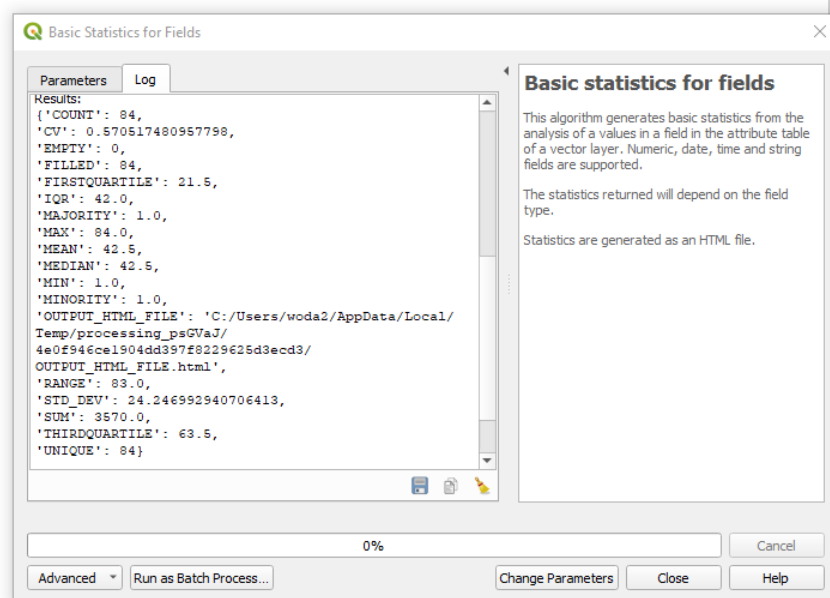 Basic Statistics for Fields
Parameters
Log
Results:
{'COUNT': 84,
'CV': 0.570517480957798,
'EMPTY': 0,
'FILLED': 84,
'FIRSTQUARTILE': 21.5,
'IQR': 42.0,
'MAJORITY': 1.0,
'MAX': 84.0,
'MEAN': 42.5,
'MEDIAN': 42.5,
'MIN': 1.0,
'MINORITY': 1.0,
'OUTPUT_HTML_FILE': 'C:/Users/woda2/AppData/Local/
Temp/processing_psGVaJ/
4e0f946ce1904dd397f8229625d3ecd3/
OUTPUT_HTML_FILE.html',
'RANGE': 83.0,
'STD_DEV': 24.246992940706413,
'SUM': 3570.0,
'THIRDQUARTILE': 63.5,
'UNIQUE': 84}
Basic statistics for fields
This algorithm generates basic statistics from the
analysis of a values in a field in the attribute table
of a vector layer. Numeric, date, time and string
fields are supported.
The statistics returned will depend on the field
type.
Statistics are generated as an HTML file.
0%
Cancel
Advanced
Run as Batch Process...
Change Parameters
Close
Help